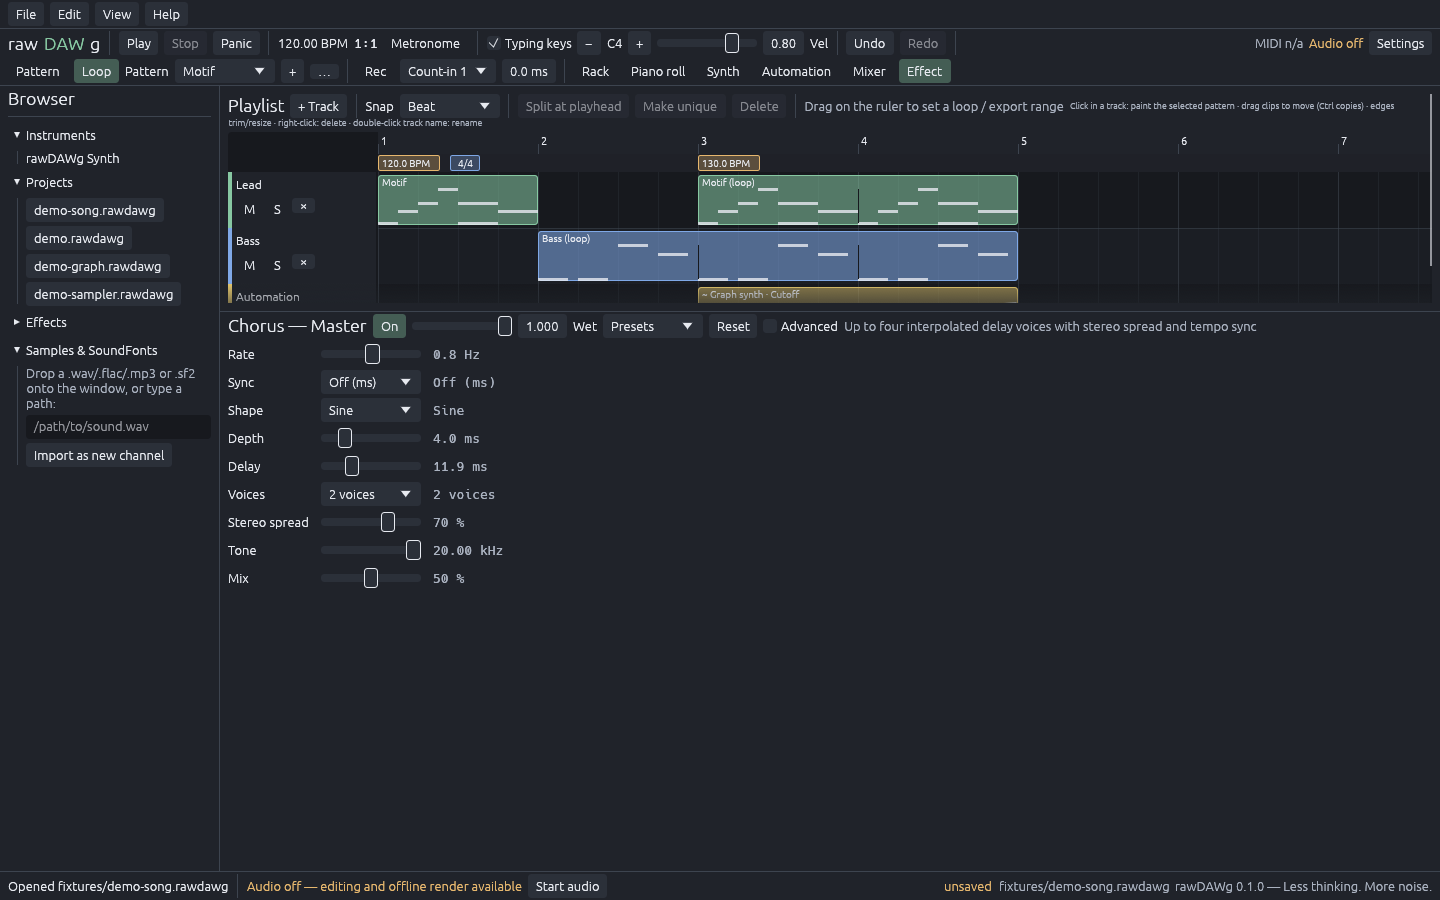 File Edit View Help
raw DAW g Play Stop Panic 120.00 BPM 1:1 Metronome Typing keys − C4 + 0.80 Vel Undo Redo MIDI n/a Audio off Settings
Pattern Loop Pattern Motif + ... Rec Count-in 1 0.0 ms Rack Piano roll Synth Automation Mixer Effect
Browser
Instruments
rawDAWg Synth
Projects
demo-song.rawdawg
demo.rawdawg
demo-graph.rawdawg
demo-sampler.rawdawg
Effects
Samples & SoundFonts
Drop a .wav/.flac/.mp3 or .sf2
onto the window, or type a
path:
/path/to/sound.wav
Import as new channel
Playlist + Track Snap Beat Split at playhead Make unique Delete Drag on the ruler to set a loop / export range Click in a track: paint the selected pattern · drag clips to move (Ctrl copies) · edges
trim/resize · right-click: delete · double-click track name: rename
1 2 3 4 5 6 7
120.0 BPM 4/4 130.0 BPM
Lead Motif Motif (loop)
M S ×
Bass Bass (loop)
M S ×
Automation ~ Graph synth · Cutoff
Chorus — Master On 1.000 Wet Presets Reset Advanced Up to four interpolated delay voices with stereo spread and tempo sync
Rate 0.8 Hz
Sync Off (ms) Off (ms)
Shape Sine Sine
Depth 4.0 ms
Delay 11.9 ms
Voices 2 voices 2 voices
Stereo spread 70 %
Tone 20.00 kHz
Mix 50 %
Opened fixtures/demo-song.rawdawg Audio off — editing and offline render available Start audio unsaved fixtures/demo-song.rawdawg rawDAWg 0.1.0 — Less thinking. More noise.